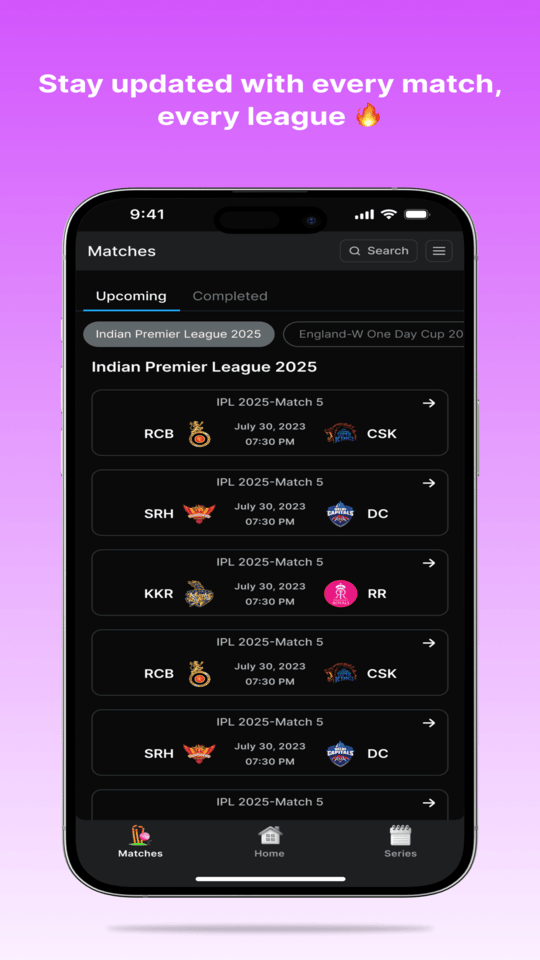 Stay updated with every match,
every league 🔥
9:41
Matches
Search
Upcoming
Completed
Indian Premier League 2025
England-W One Day Cup 20
Indian Premier League 2025
IPL 2025-Match 5
RCB
July 30, 2023
07:30 PM
CSK
IPL 2025-Match 5
SRH
July 30, 2023
07:30 PM
CAPITALS
DC
IPL 2025-Match 5
KKR
July 30, 2023
07:30 PM
RR
ROYALS
RR
IPL 2025-Match 5
RCB
July 30, 2023
07:30 PM
CSK
IPL 2025-Match 5
SRH
July 30, 2023
07:30 PM
CAPITALS
DC
IPL 2025-Match 5
Matches
Home
Series